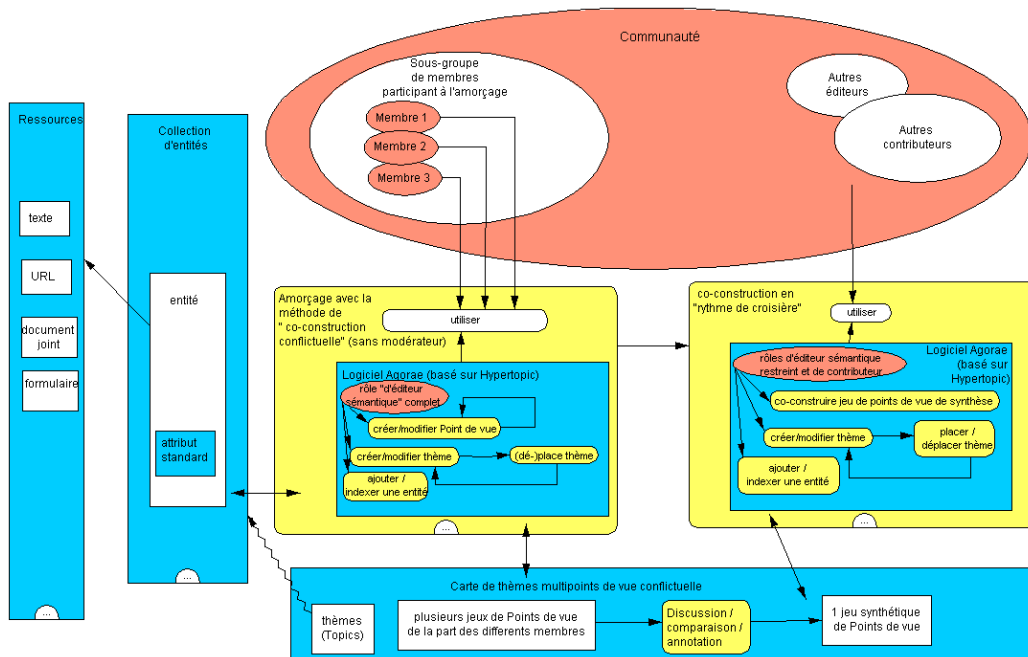 Communauté
Sous-groupe
de membres
participant à l'amorçage
Membre 1
Membre 2
Membre 3
Autres
éditeurs
Autres
contributeurs
Ressources
texte
URL
document
joint
formulaire
...
Collection
d'entités
entité
attribut
standard
...
Amorçage avec la
méthode de
" co-construction
conflictuelle" (sans modérateur)
utiliser
Logiciel Agorae (basé sur Hypertopic)
rôle "d'éditeur
sémantique" complet
créer/modifier Point de vue
créer/modifier thème
(dé-)place thème
ajouter /
indexer une entité
...
co-construction en
"rythme de croisière"
utiliser
Logiciel Agorae
(basé sur
Hypertopic)
rôles d'éditeur sémantique
restreint et de contributeur
co-construire jeu de points de vue de synthèse
créer/modifier thème
placer /
déplacer thème
ajouter /
indexer une entité
...
Carte de thèmes multipoints de vue conflictuelle
thèmes
(Topics)
plusieurs jeux de Points de vue
de la part des differents membres
Discussion /
comparaison /
annotation
1 jeu synthétique
de Points de vue